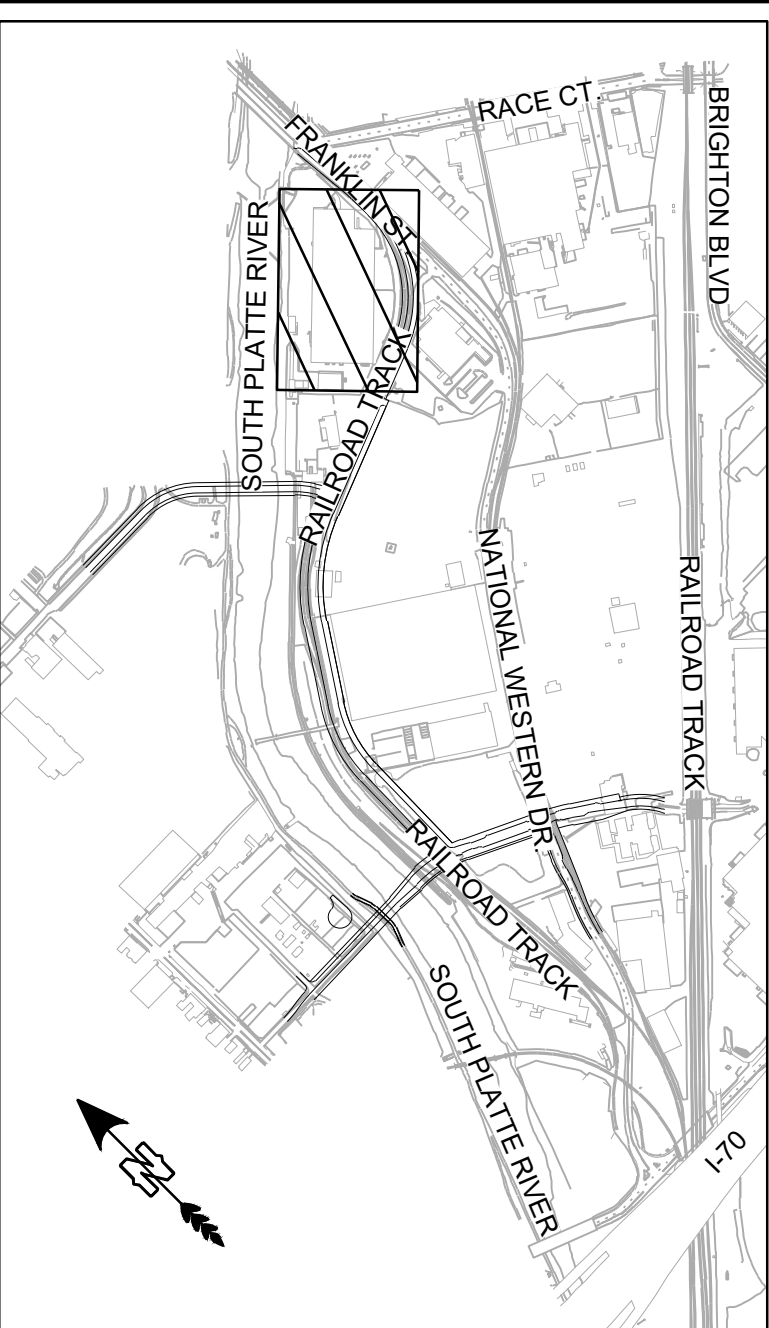 RACE CT.
BRIGHTON BLVD
FRANKLIN ST.
SOUTH PLATTE RIVER
RAILROAD TRACK
NATIONAL WESTERN DR.
RAILROAD TRACK
RAILROAD TRACK
SOUTH PLATTE RIVER
I-70
N